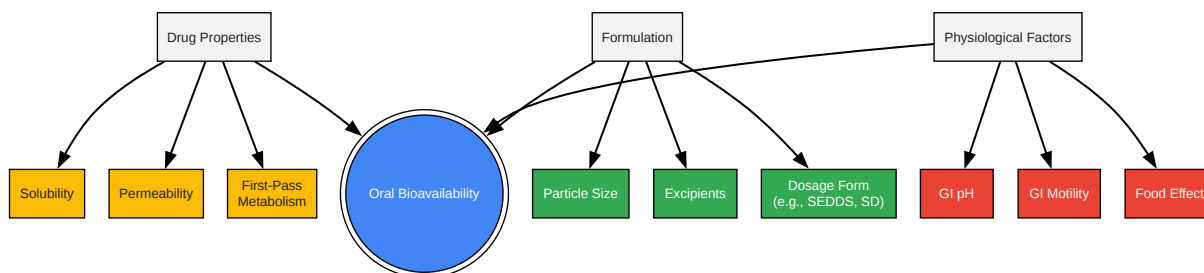 Drug Properties
Formulation
Physiological Factors
Solubility
Permeability
First-Pass
Metabolism
Oral Bioavailability
Particle Size
Excipients
Dosage Form
(e.g., SEDDS, SD)
GI pH
GI Motility
Food Effect